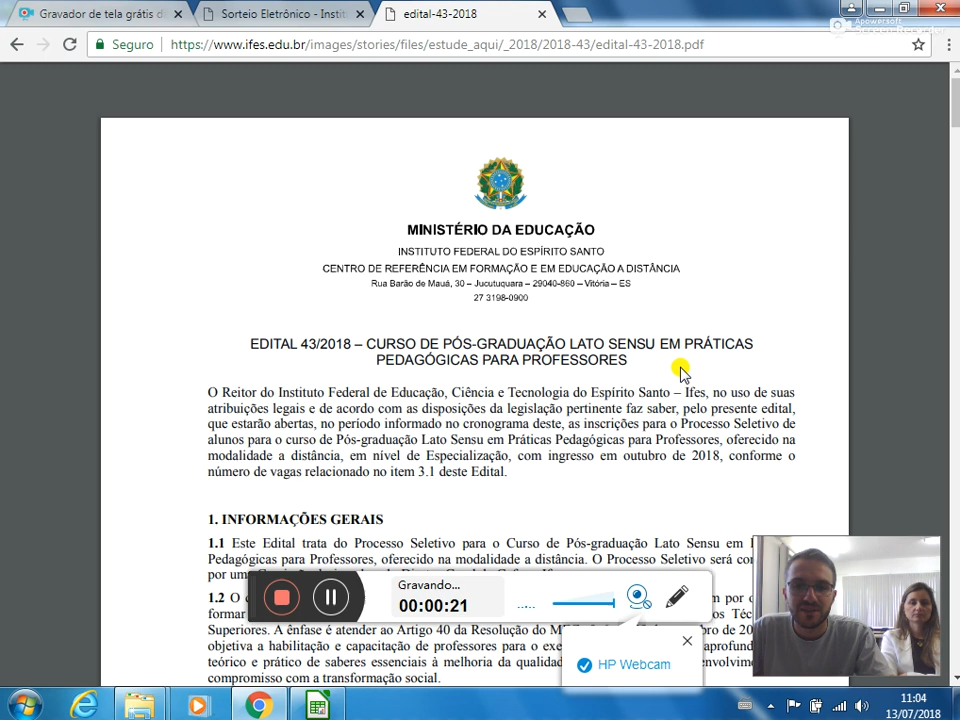 Gravador de tela grátis d
Sorteio Eletrônico - Instit
edital-43-2018
Apowersoft
Screen Recorder
Seguro
https://www.ifes.edu.br/images/stories/files/estude_aqui/_2018/2018-43/edital-43-2018.pdf
MINISTÉRIO DA EDUCAÇÃO
INSTITUTO FEDERAL DO ESPÍRITO SANTO
CENTRO DE REFERÊNCIA EM FORMAÇÃO E EM EDUCAÇÃO A DISTÂNCIA
Rua Barão de Mauá, 30 – Jucutuquara – 29040-860 – Vitória – ES
27 3198-0900
EDITAL 43/2018 – CURSO DE PÓS-GRADUAÇÃO LATO SENSU EM PRÁTICAS
PEDAGÓGICAS PARA PROFESSORES
O Reitor do Instituto Federal de Educação, Ciência e Tecnologia do Espírito Santo – Ifes, no uso de suas
atribuições legais e de acordo com as disposições da legislação pertinente faz saber, pelo presente edital,
que estarão abertas, no período informado no cronograma deste, as inscrições para o Processo Seletivo de
alunos para o curso de Pós-graduação Lato Sensu em Práticas Pedagógicas para Professores, oferecido na
modalidade a distância, em nível de Especialização, com ingresso em outubro de 2018, conforme o
número de vagas relacionado no item 3.1 deste Edital.
1. INFORMAÇÕES GERAIS
1.1 Este Edital trata do Processo Seletivo para o Curso de Pós-graduação Lato Sensu em
Pedagógicas para Professores, oferecido na modalidade a distância. O Processo Seletivo será
por um
1.2 O
formar
Superiores. A ênfase é atender ao Artigo 40 da Resolução do
objetiva a habilitação e capacitação de professores para o
teórico e prático de saberes essenciais à melhoria da qualidade
compromisso com a transformação social.
Gravando...
00:00:21
HP Webcam
11:04
13/07/2018